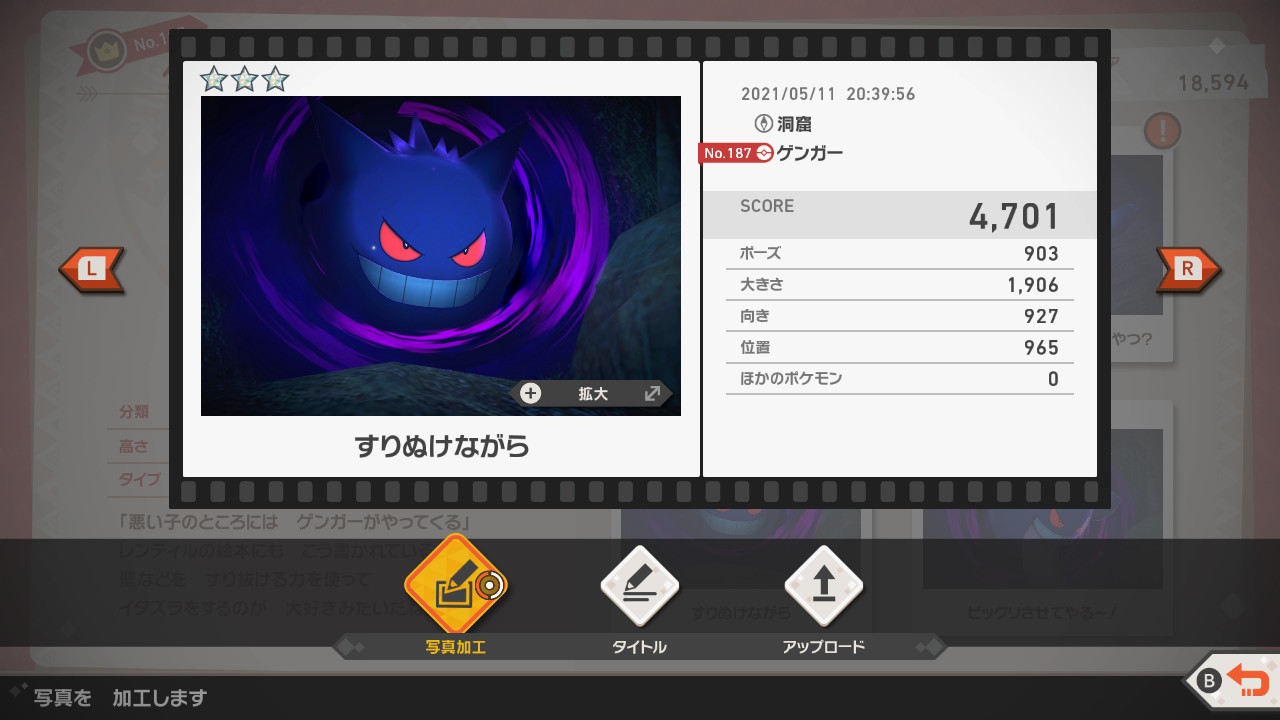 No.1
18,594
2021/05/11 20:39:56
洞窟
No.187 ゲンガー
SCORE 4,701
ポーズ 903
大きさ 1,906
向き 927
位置 965
ほかのポケモン 0
+ 拡大
すりぬけながら
L
R
やつ?
分類
高さ
タイプ
「悪い子のところには ゲンガーがやってくる」
レンティルの絵本にも こう書かれてい
壁などを すり抜ける力を使って
イタズラをするのが 大好きみたいだ
すりぬけながら
ビックリさせてやるー!
写真加工
タイトル
アップロード
写真を 加工します
B